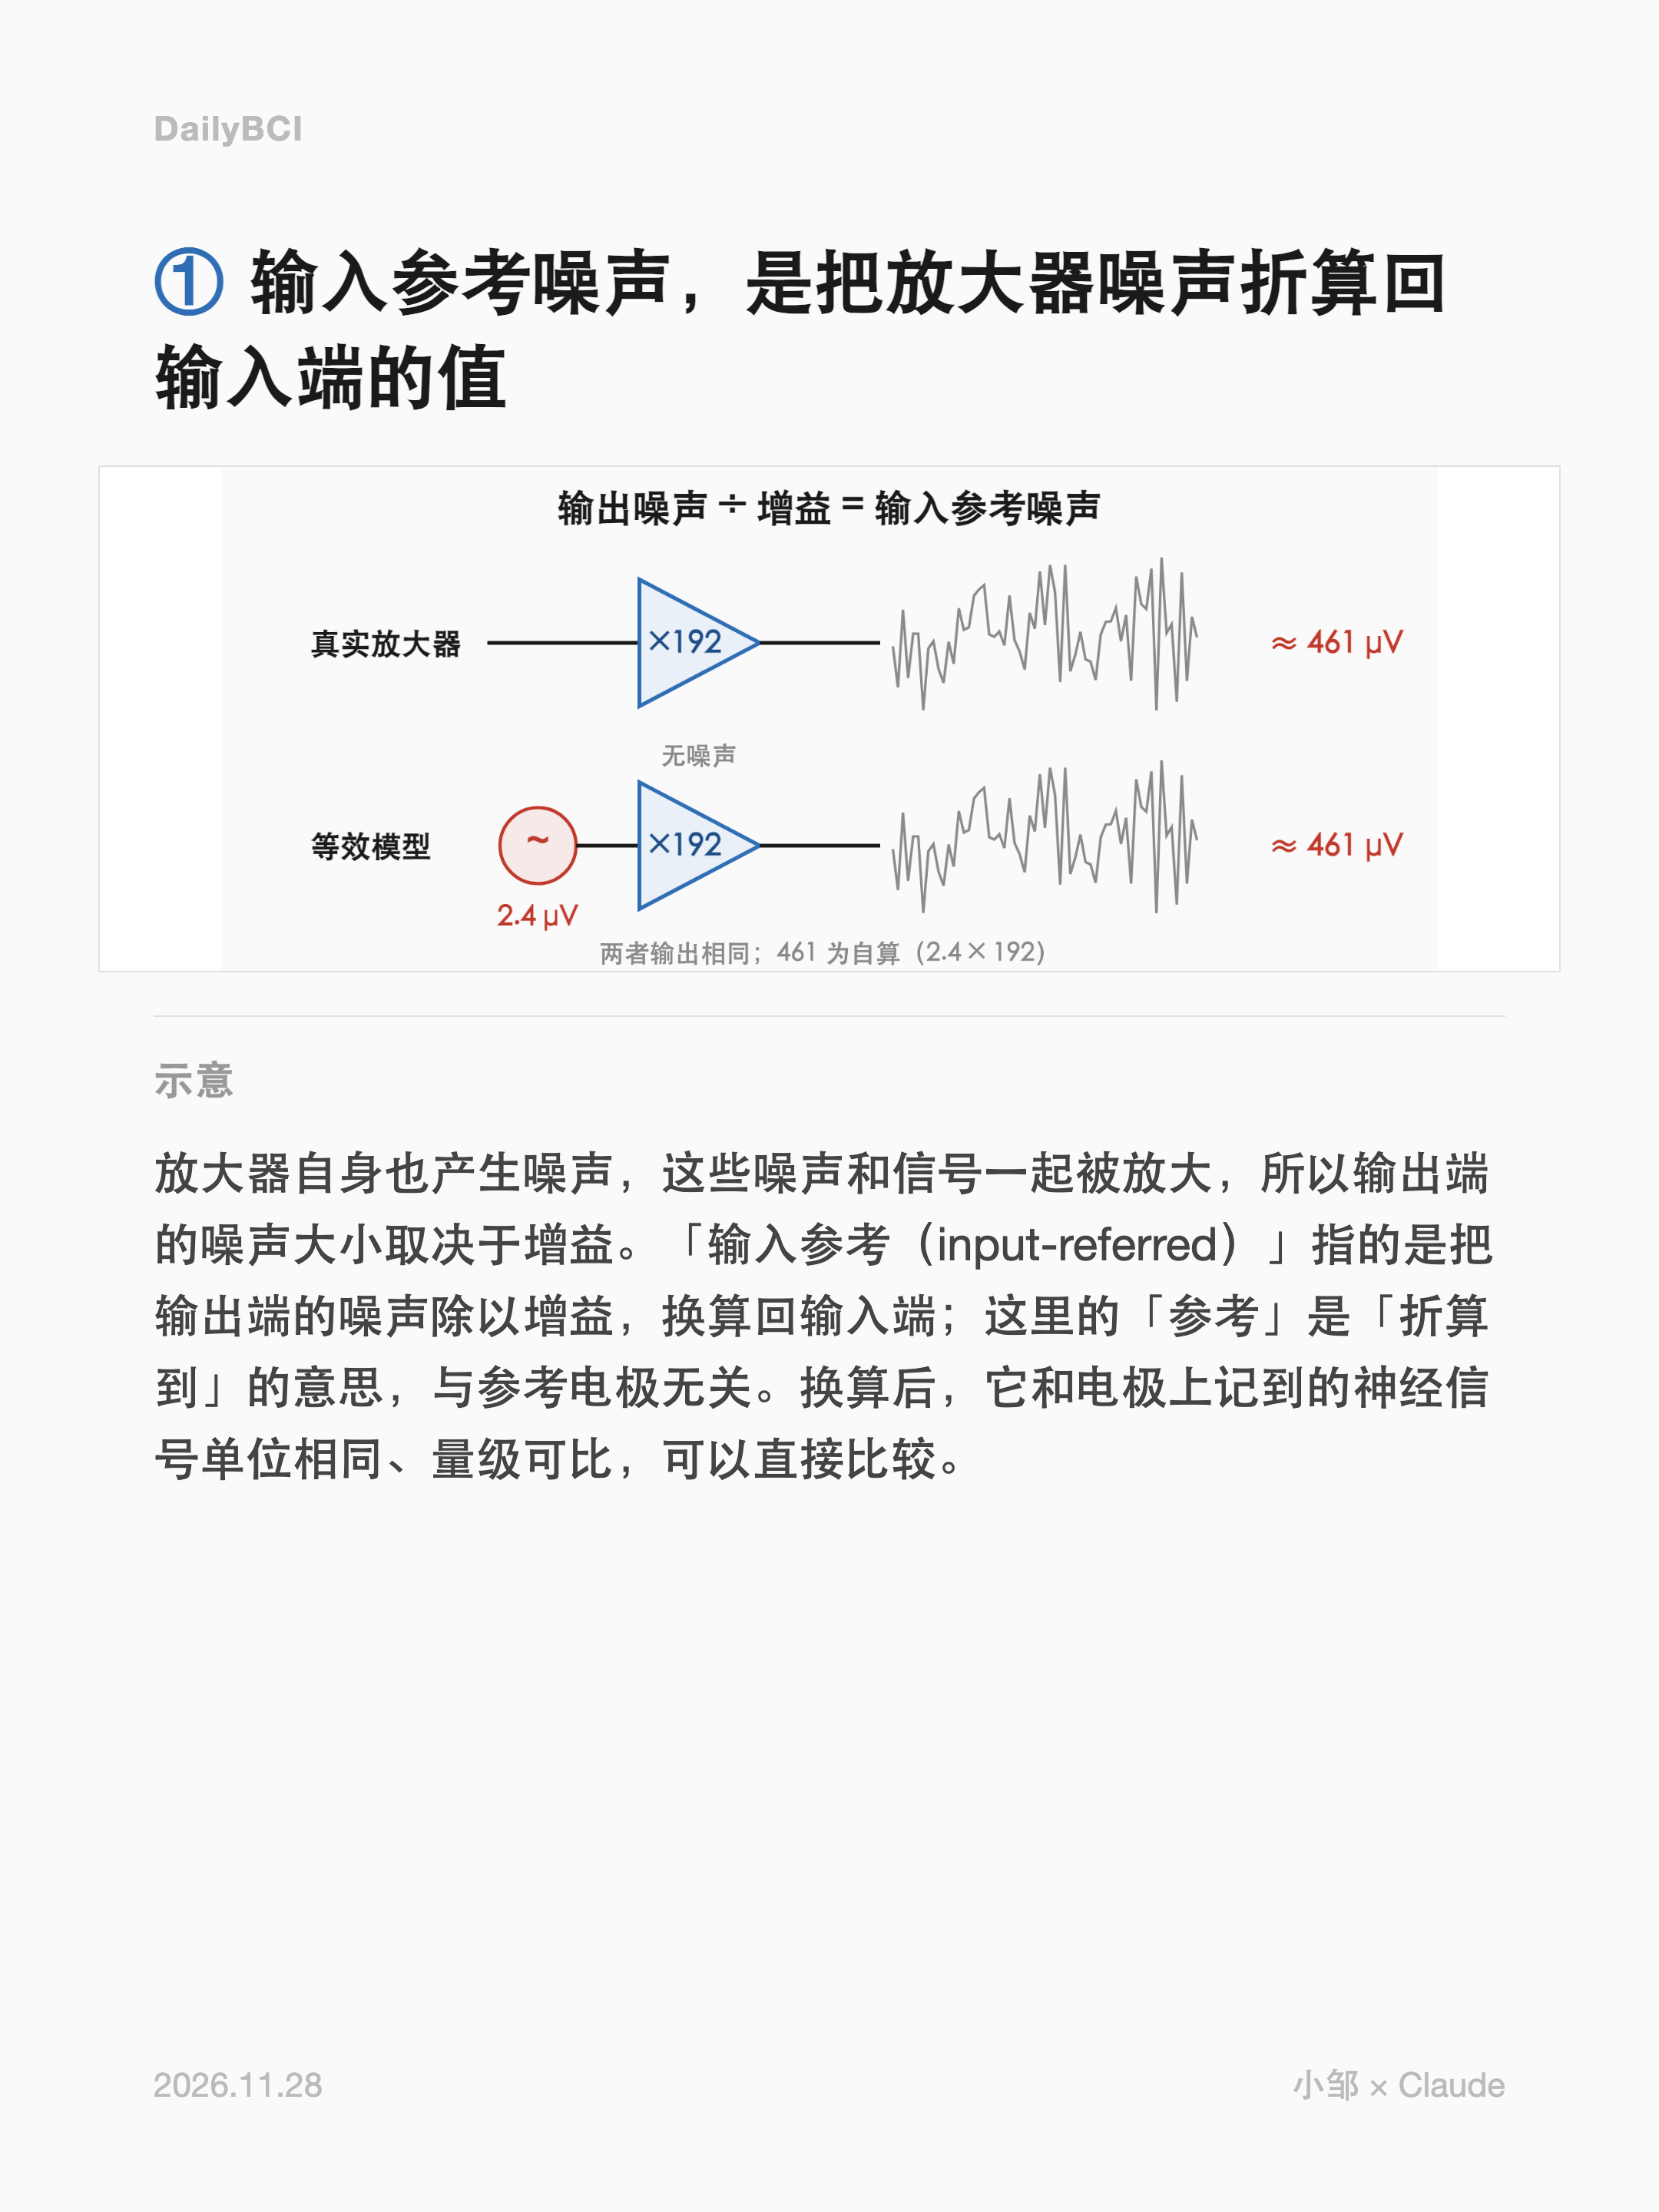 DailyBCI
① 输入参考噪声，是把放大器噪声折算回
输入端的值
输出噪声 ÷ 增益 = 输入参考噪声
真实放大器
×192
≈ 461 μV
无噪声
等效模型
~
×192
≈ 461 μV
2.4 μV
两者输出相同；461 为自算（2.4 × 192）
示意
放大器自身也产生噪声，这些噪声和信号一起被放大，所以输出端
的噪声大小取决于增益。「输入参考（input-referred）」指的是把
输出端的噪声除以增益，换算回输入端；这里的「参考」是「折算
到」的意思，与参考电极无关。换算后，它和电极上记到的神经信
号单位相同、量级可比，可以直接比较。
2026.11.28
小邹 × Claude